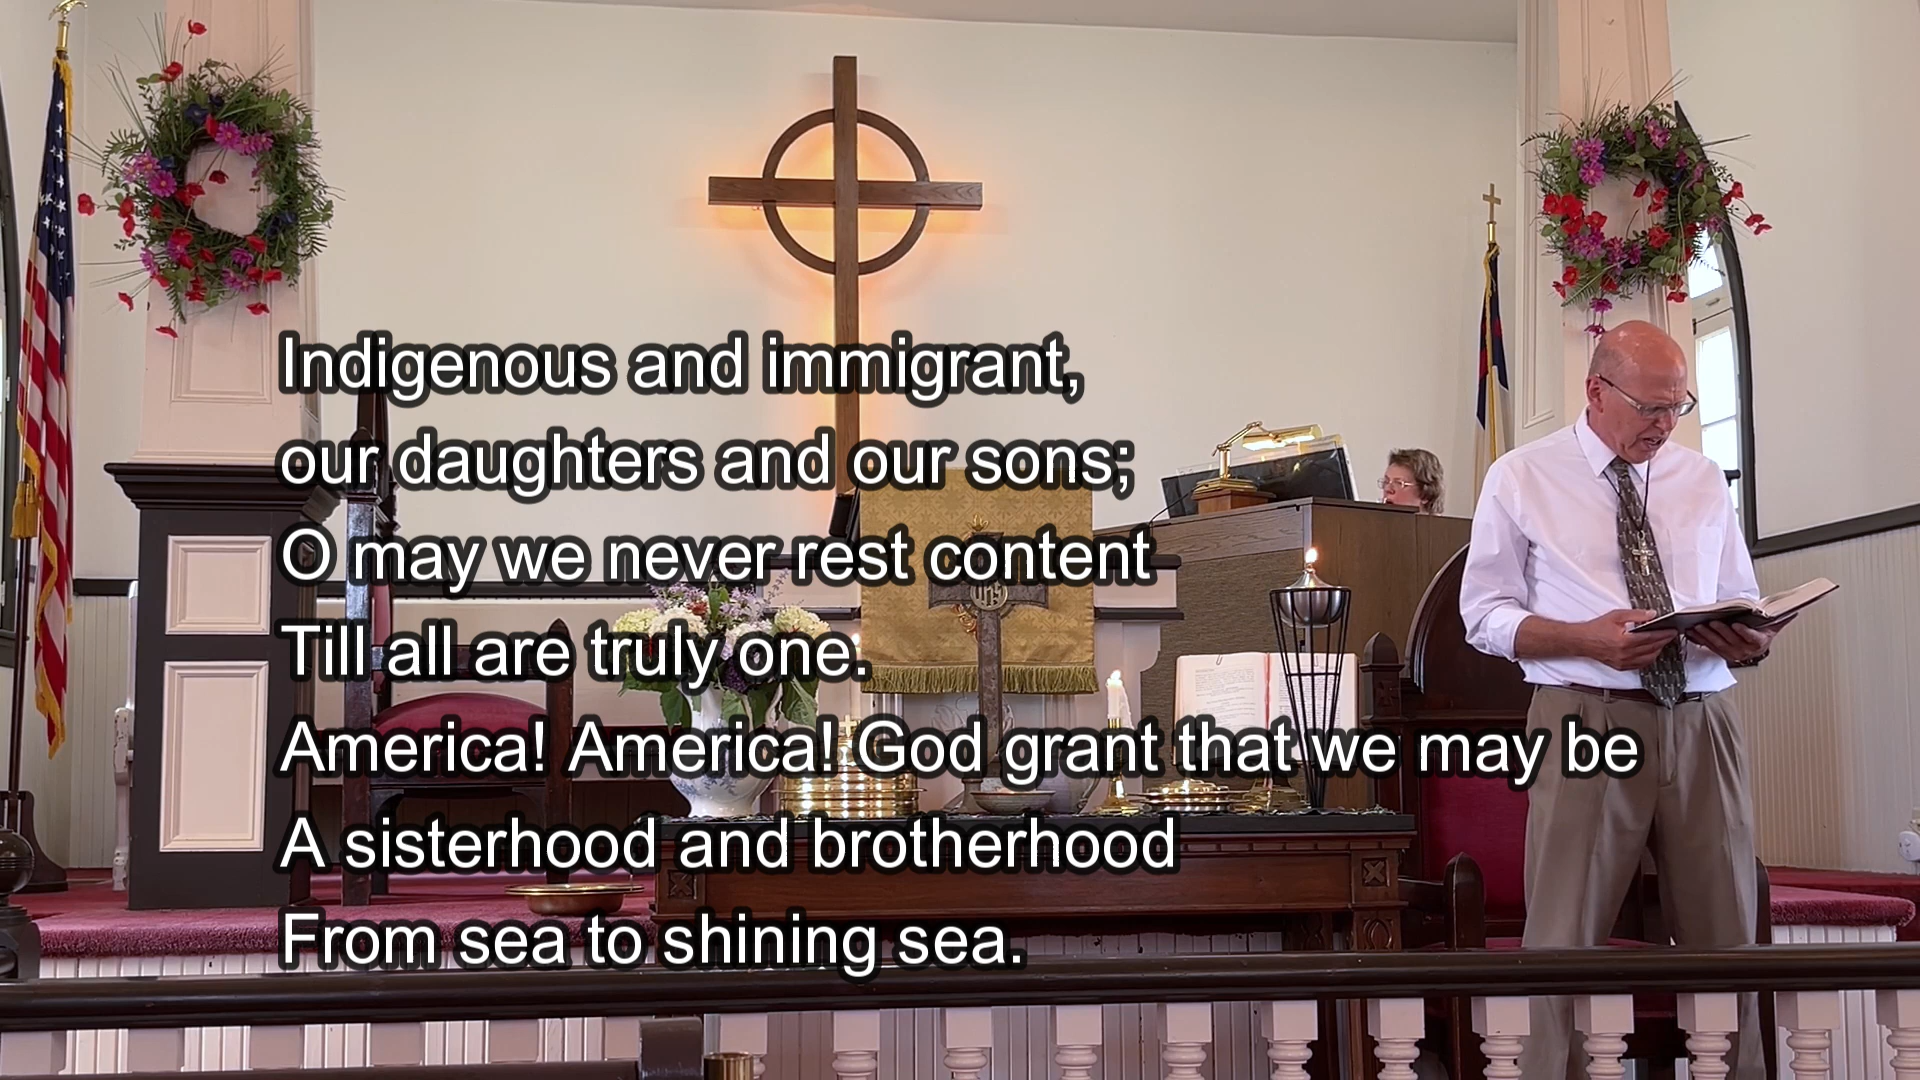 Indigenous and immigrant,
our daughters and our sons;
O may we never rest content
Till all are truly one.
America! America! God grant that we may be
A sisterhood and brotherhood
From sea to shining sea.
IHS